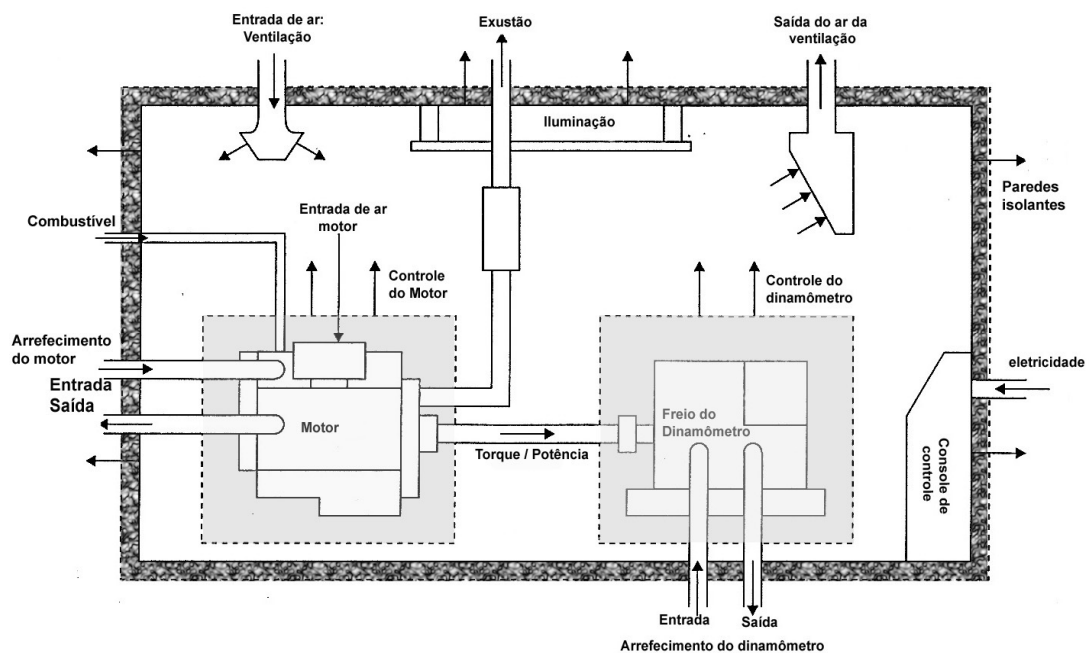 Entrada de ar:
Ventilação
Exustão
Saída do ar da
ventilação
Iluminação
Paredes
isolantes
Combustível
Entrada de ar
motor
Controle
do Motor
Controle do
dinamômetro
Arrefecimento
do motor
Entrada
Saída
eletricidade
Motor
Freio do
Dinamômetro
Torque / Potência
Console de
controle
Entrada
Saída
Arrefecimento do dinamômetro